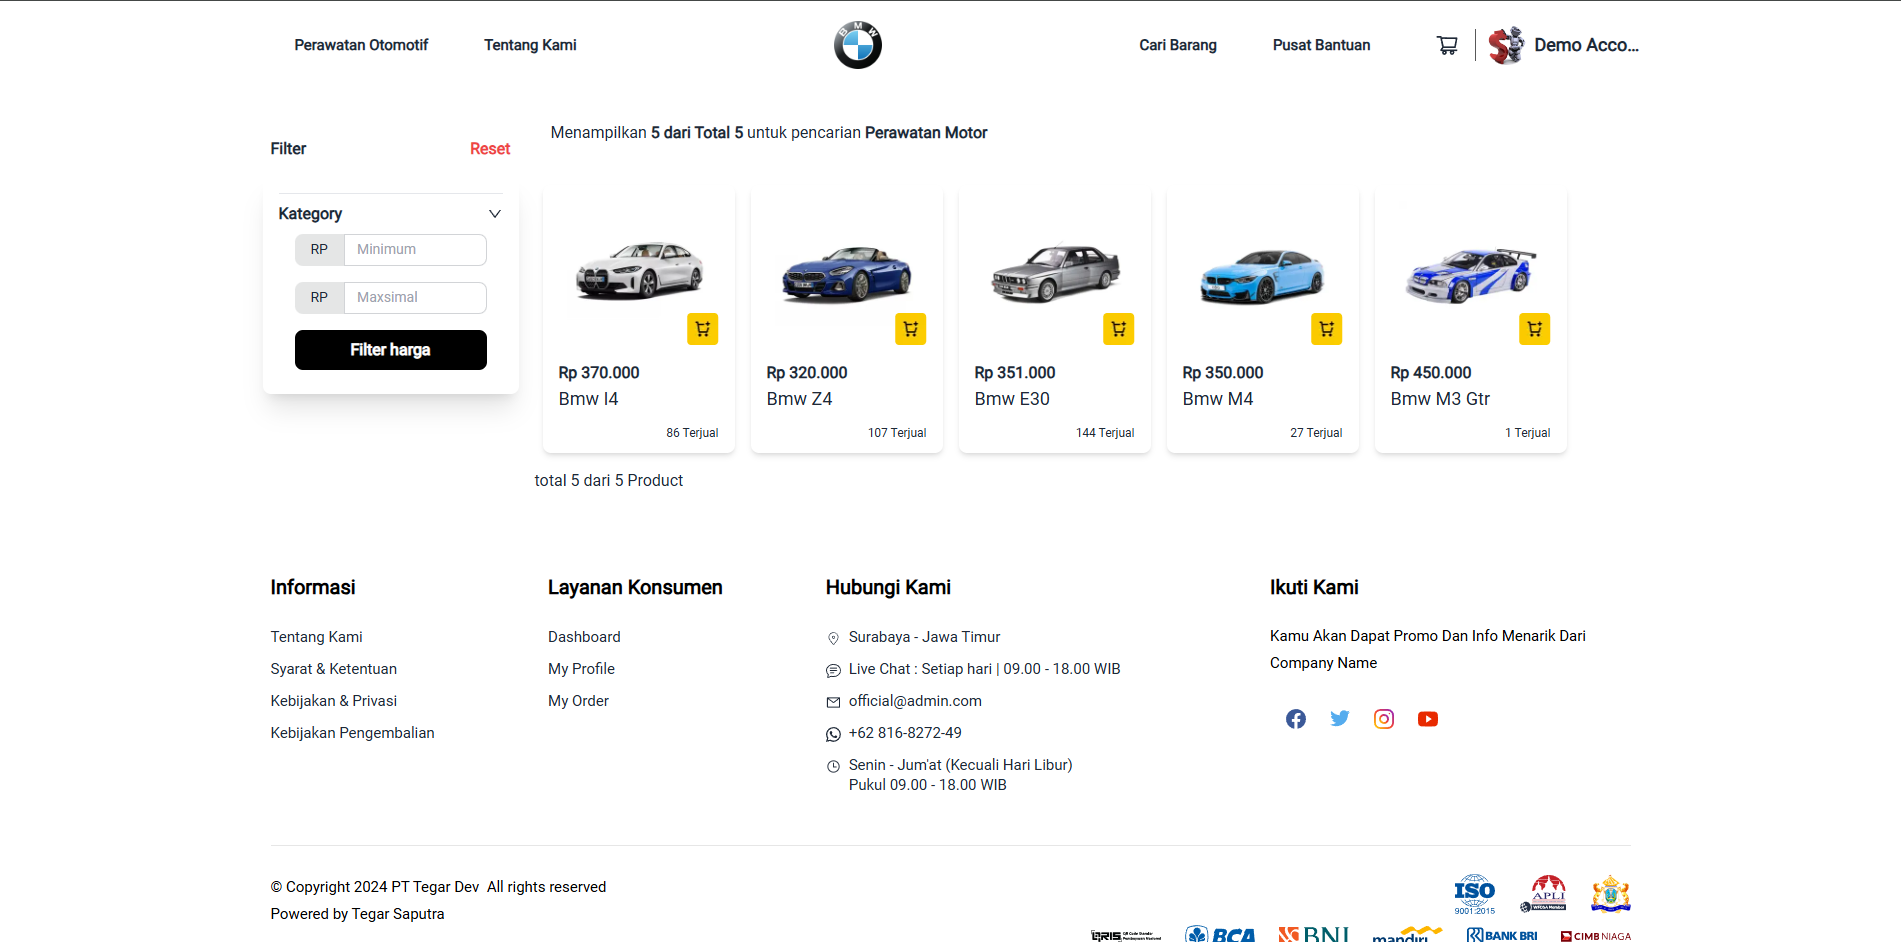 Perawatan Otomotif
Tentang Kami
BMW
Cari Barang
Pusat Bantuan
Demo Acco...
Filter
Reset
Menampilkan 5 dari Total 5 untuk pencarian Perawatan Motor
Kategory
RP Minimum
RP Maxsimal
Filter harga
Rp 370.000
Bmw I4
86 Terjual
Rp 320.000
Bmw Z4
107 Terjual
Rp 351.000
Bmw E30
144 Terjual
Rp 350.000
Bmw M4
27 Terjual
Rp 450.000
Bmw M3 Gtr
1 Terjual
total 5 dari 5 Product
Informasi
Tentang Kami
Syarat & Ketentuan
Kebijakan & Privasi
Kebijakan Pengembalian
Layanan Konsumen
Dashboard
My Profile
My Order
Hubungi Kami
Surabaya - Jawa Timur
Live Chat : Setiap hari | 09.00 - 18.00 WIB
official@admin.com
+62 816-8272-49
Senin - Jum'at (Kecuali Hari Libur)
Pukul 09.00 - 18.00 WIB
Ikuti Kami
Kamu Akan Dapat Promo Dan Info Menarik Dari
Company Name
© Copyright 2024 PT Tegar Dev All rights reserved
Powered by Tegar Saputra
ISO
9001:2015
APLI
WFDSA Member
QRIS
BCA
BNI
mandiri
BANK BRI
CIMB NIAGA